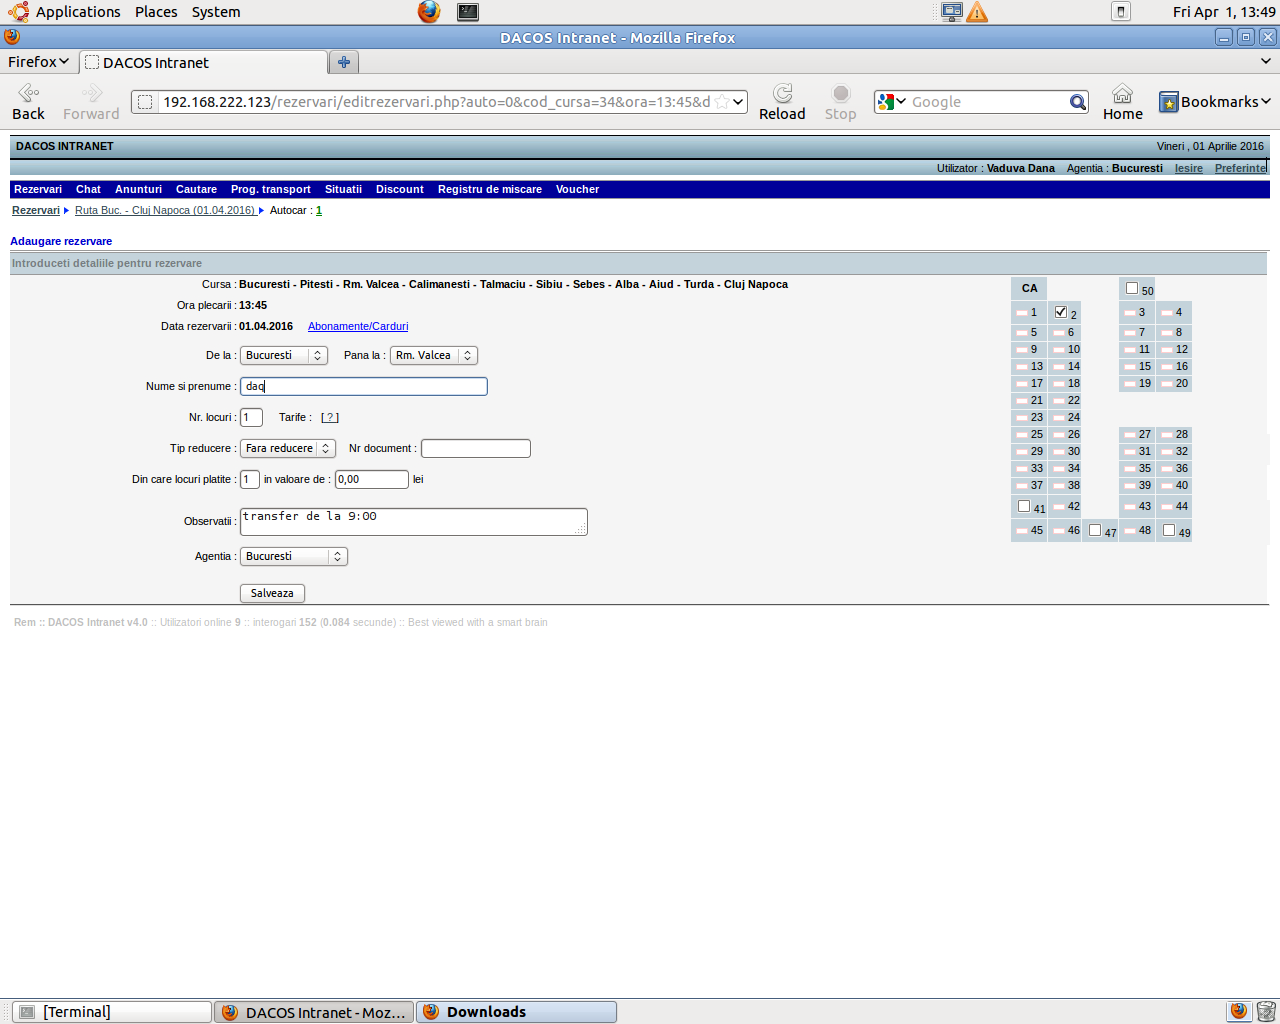 Applications Places System Fri Apr 1, 13:49
DACOS Intranet - Mozilla Firefox
Firefox DACOS Intranet
Back Forward 192.168.222.123/rezervari/editrezervari.php?auto=0&cod_cursa=34&ora=13:45&d Reload Stop Google Home Bookmarks
DACOS INTRANET Vineri , 01 Aprilie 2016
Utilizator : Vaduva Dana Agentia : Bucuresti Iesire Preferinte
Rezervari Chat Anunturi Cautare Prog. transport Situatii Discount Registru de miscare Voucher
Rezervari Ruta Buc. - Cluj Napoca (01.04.2016) Autocar : 1
Adaugare rezervare
Introduceti detaliile pentru rezervare
Cursa : Bucuresti - Pitesti - Rm. Valcea - Calimanesti - Talmaciu - Sibiu - Sebes - Alba - Aiud - Turda - Cluj Napoca
Ora plecarii : 13:45
Data rezervarii : 01.04.2016 Abonamente/Carduri
De la : Bucuresti Pana la : Rm. Valcea
Nume si prenume : daq
Nr. locuri : 1 Tarife : [ ? ]
Tip reducere : Fara reducere Nr document :
Din care locuri platite : 1 in valoare de : 0,00 lei
Observatii : transfer de la 9:00
Agentia : Bucuresti
Salveaza
CA 50
1 2 3 4
5 6 7 8
9 10 11 12
13 14 15 16
17 18 19 20
21 22
23 24
25 26 27 28
29 30 31 32
33 34 35 36
37 38 39 40
41 42 43 44
45 46 47 48 49
Rem :: DACOS Intranet v4.0 :: Utilizatori online 9 :: interogari 152 (0.084 secunde) :: Best viewed with a smart brain
[Terminal] DACOS Intranet - Moz... Downloads